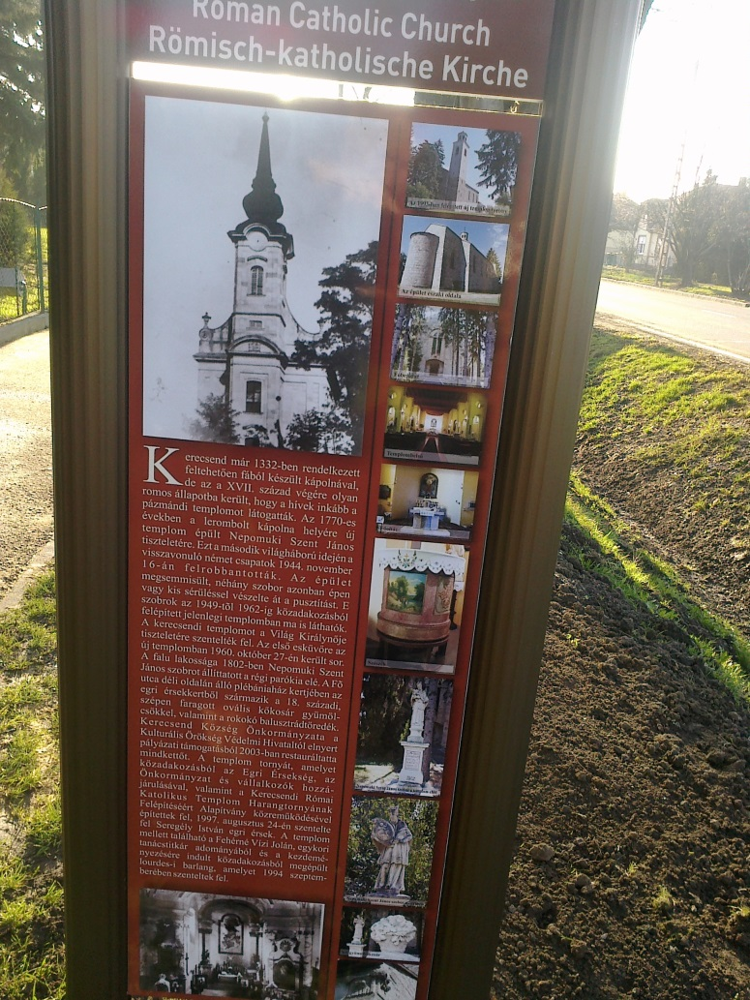 Roman Catholic Church
Römisch-katholische Kirche
Kerecsend már 1332-ben rendelkezett
feltehetően fából készült kápolnával,
de az a XVII. század végére olyan
romos állapotba került, hogy a hívek inkább a
pázmándi templomot látogatták. Az 1770-es
években a lerombolt kápolna helyére új
templom épült Nepomuki Szent János
tiszteletére. Ezt a második világháború idején a
visszavonuló német csapatok 1944. november
16-án felrobbantották. Az épület
megsemmisült, néhány szobor azonban épen
vagy kis sérüléssel vészelte át a pusztítást. E
szobrok az 1949-től 1962-ig közadakozásból
felépített jelenlegi templomban ma is láthatók.
A kerecsendi templomot a Világ Királynője
tiszteletére szentelték fel. Az első esküvőre az
új templomban 1960. október 27-én került sor.
A falu lakossága 1802-ben Nepomuki Szent
János szobrot állíttatott a régi parókia elé. A Fő
utca déli oldalán álló plébániaház kertjében az
egri érsekkertből származik a 18. századi,
szépen faragott ovális kőkosár gyümöl-
csökkel, valamint a rokokó balusztrádtöredék.
Kerecsend Község Önkormányzata a
Kulturális Örökség Védelmi Hivataltól elnyert
pályázati támogatásból 2003-ban restauráltatta
mindkettőt. A templom tornyát, amelyet
közadakozásból az Egri Érsekség, az
Önkormányzat és vállalkozók hozzá-
járulásával, valamint a Kerecsendi Római
Katolikus Templom Harangtornyának
Felépítéséért Alapítvány közreműködésével
építettek fel, 1997. augusztus 24-én szentelte
fel Seregély István egri érsek. A templom
mellett található a Fehérné Vízi Jolán, egykori
tanácstitkár adományából és a kezdemé-
nyezésére indult közadakozásból megépült
lourdes-i barlang, amelyet 1994 szeptem-
berében szenteltek fel.
Az épület északi oldala
Templombelső